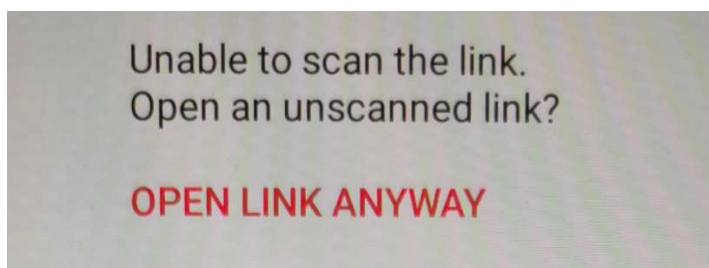 Unable to scan the link.
Open an unscanned link?
OPEN LINK ANYWAY